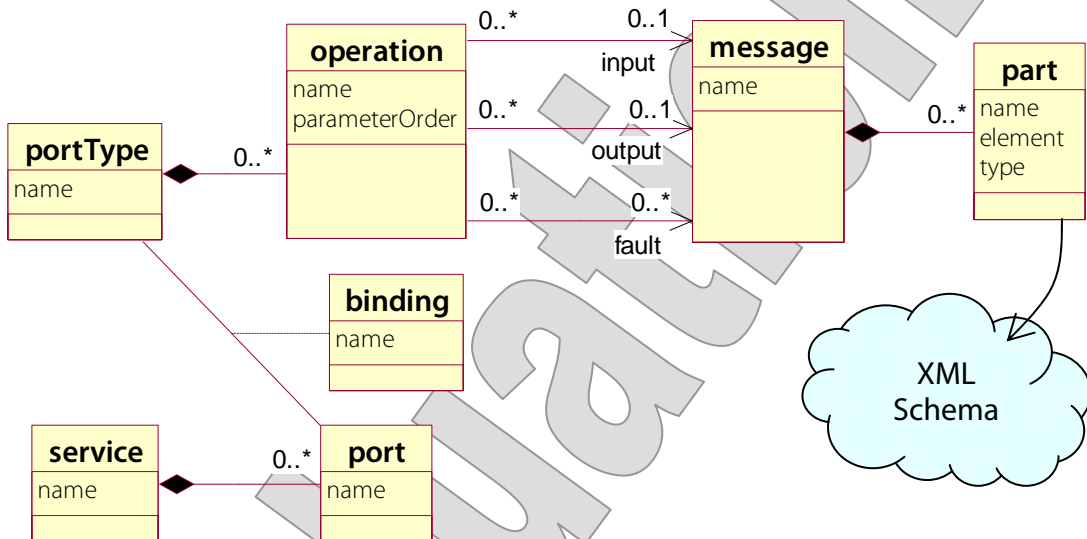 operation
name
parameterOrder
0..*
0..1
input
0..*
0..1
output
0..*
0..*
fault
message
name
0..*
part
name
element
type
portType
name
0..*
binding
name
XML
Schema
service
name
0..*
port
name